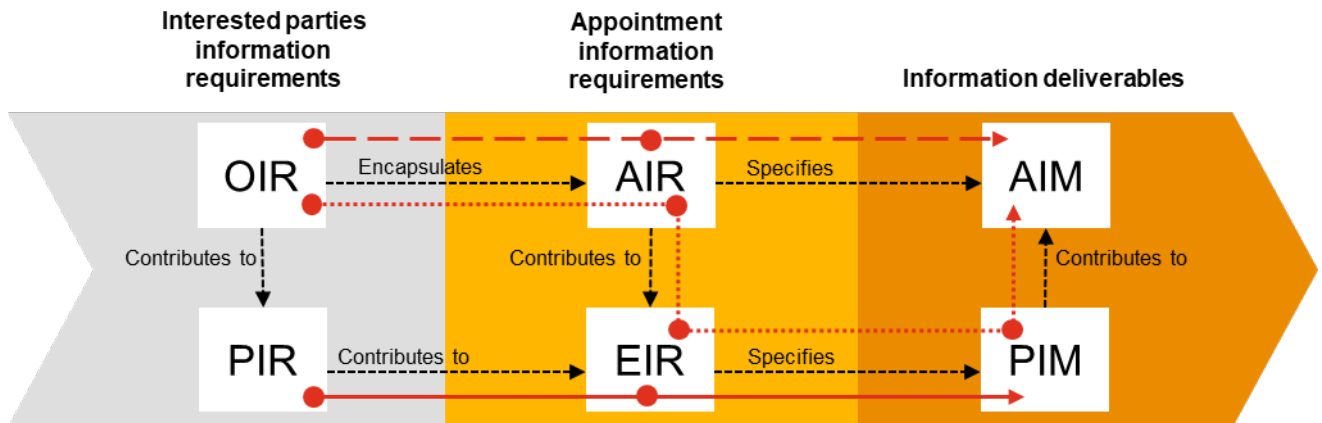 Interested parties
information
requirements
Appointment
information
requirements
Information deliverables
OIR
Encapsulates
AIR
Specifies
AIM
Contributes to
Contributes to
Contributes to
PIR
Contributes to
EIR
Specifies
PIM